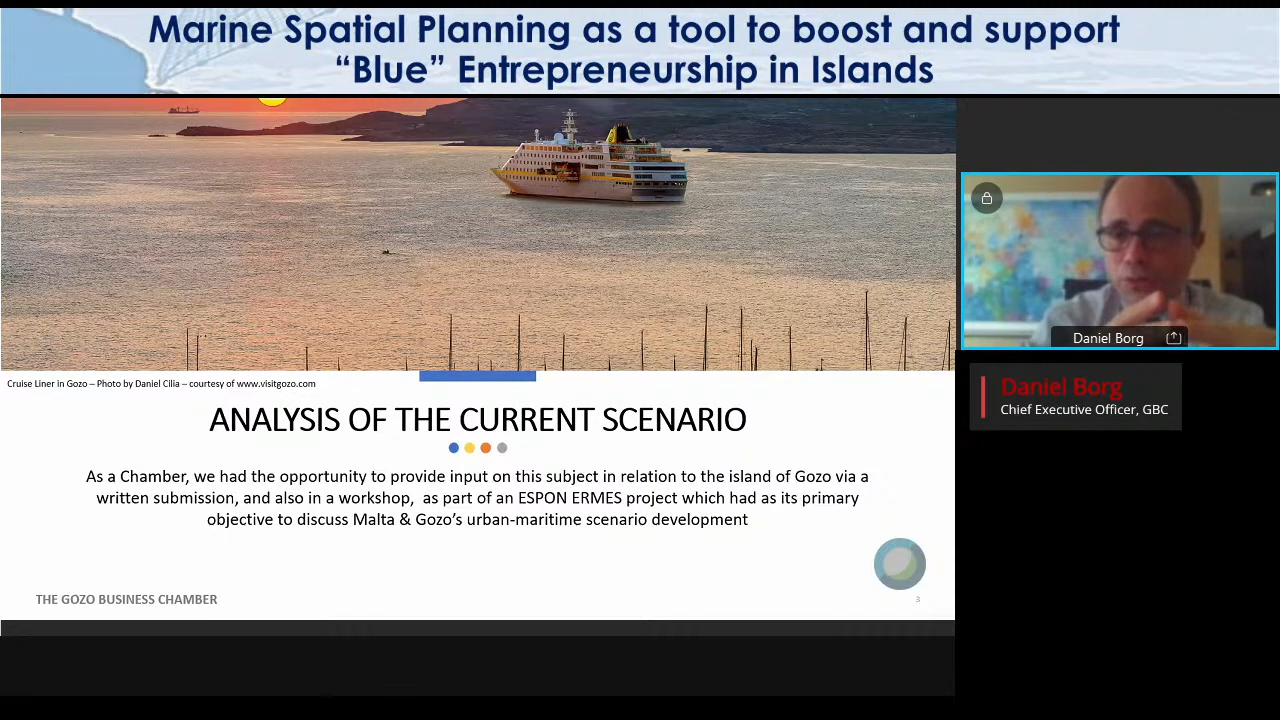 Marine Spatial Planning as a tool to boost and support
“Blue” Entrepreneurship in Islands
Cruise Liner in Gozo – Photo by Daniel Cilia – courtesy of www.visitgozo.com
ANALYSIS OF THE CURRENT SCENARIO
As a Chamber, we had the opportunity to provide input on this subject in relation to the island of Gozo via a
written submission, and also in a workshop, as part of an ESPON ERMES project which had as its primary
objective to discuss Malta & Gozo’s urban-maritime scenario development
THE GOZO BUSINESS CHAMBER
3
Daniel Borg
Daniel Borg
Chief Executive Officer, GBC